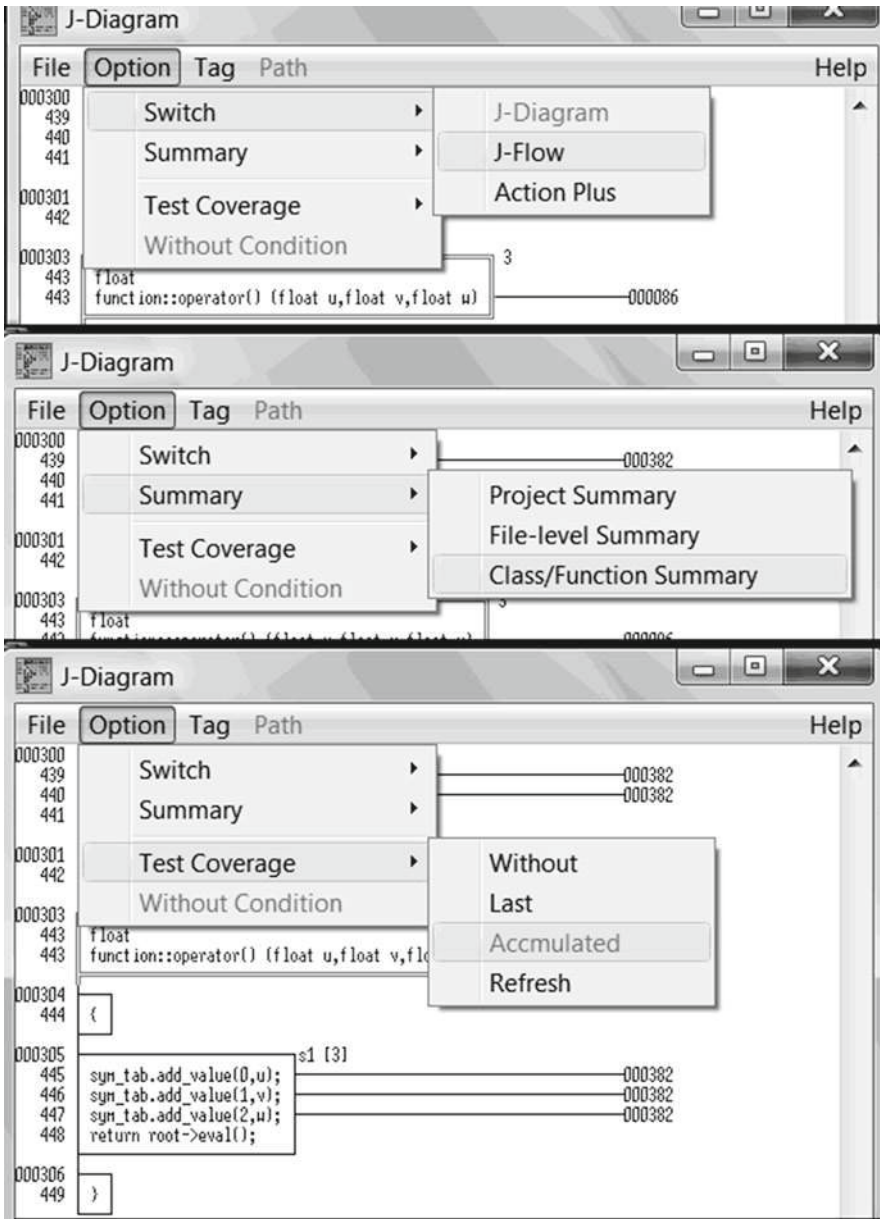 J-Diagram
File Option Tag Path Help
000300
439 Switch J-Diagram
440
441 Summary J-Flow
000301 Test Coverage Action Plus
442
Without Condition
000303 3
443 float
443 function::operator() (float u,float v,float w) 000086
J-Diagram
File Option Tag Path Help
000300
439 Switch 000382
440
441 Summary Project Summary
File-level Summary
000301 Test Coverage
442
Without Condition Class/Function Summary
000303
443 float
J-Diagram
File Option Tag Path Help
000300
439 Switch 000382
440 000382
441 Summary
000301 Test Coverage Without
442
Without Condition Last
000303
443 float Accmulated
443 function::operator() (float u,float v,flo
Refresh
000304
444 {
000305 s1 [3]
445 sym_tab.add_value(0,u); 000382
446 sym_tab.add_value(1,v); 000382
447 sym_tab.add_value(2,w); 000382
448 return root->eval();
000306
449 }